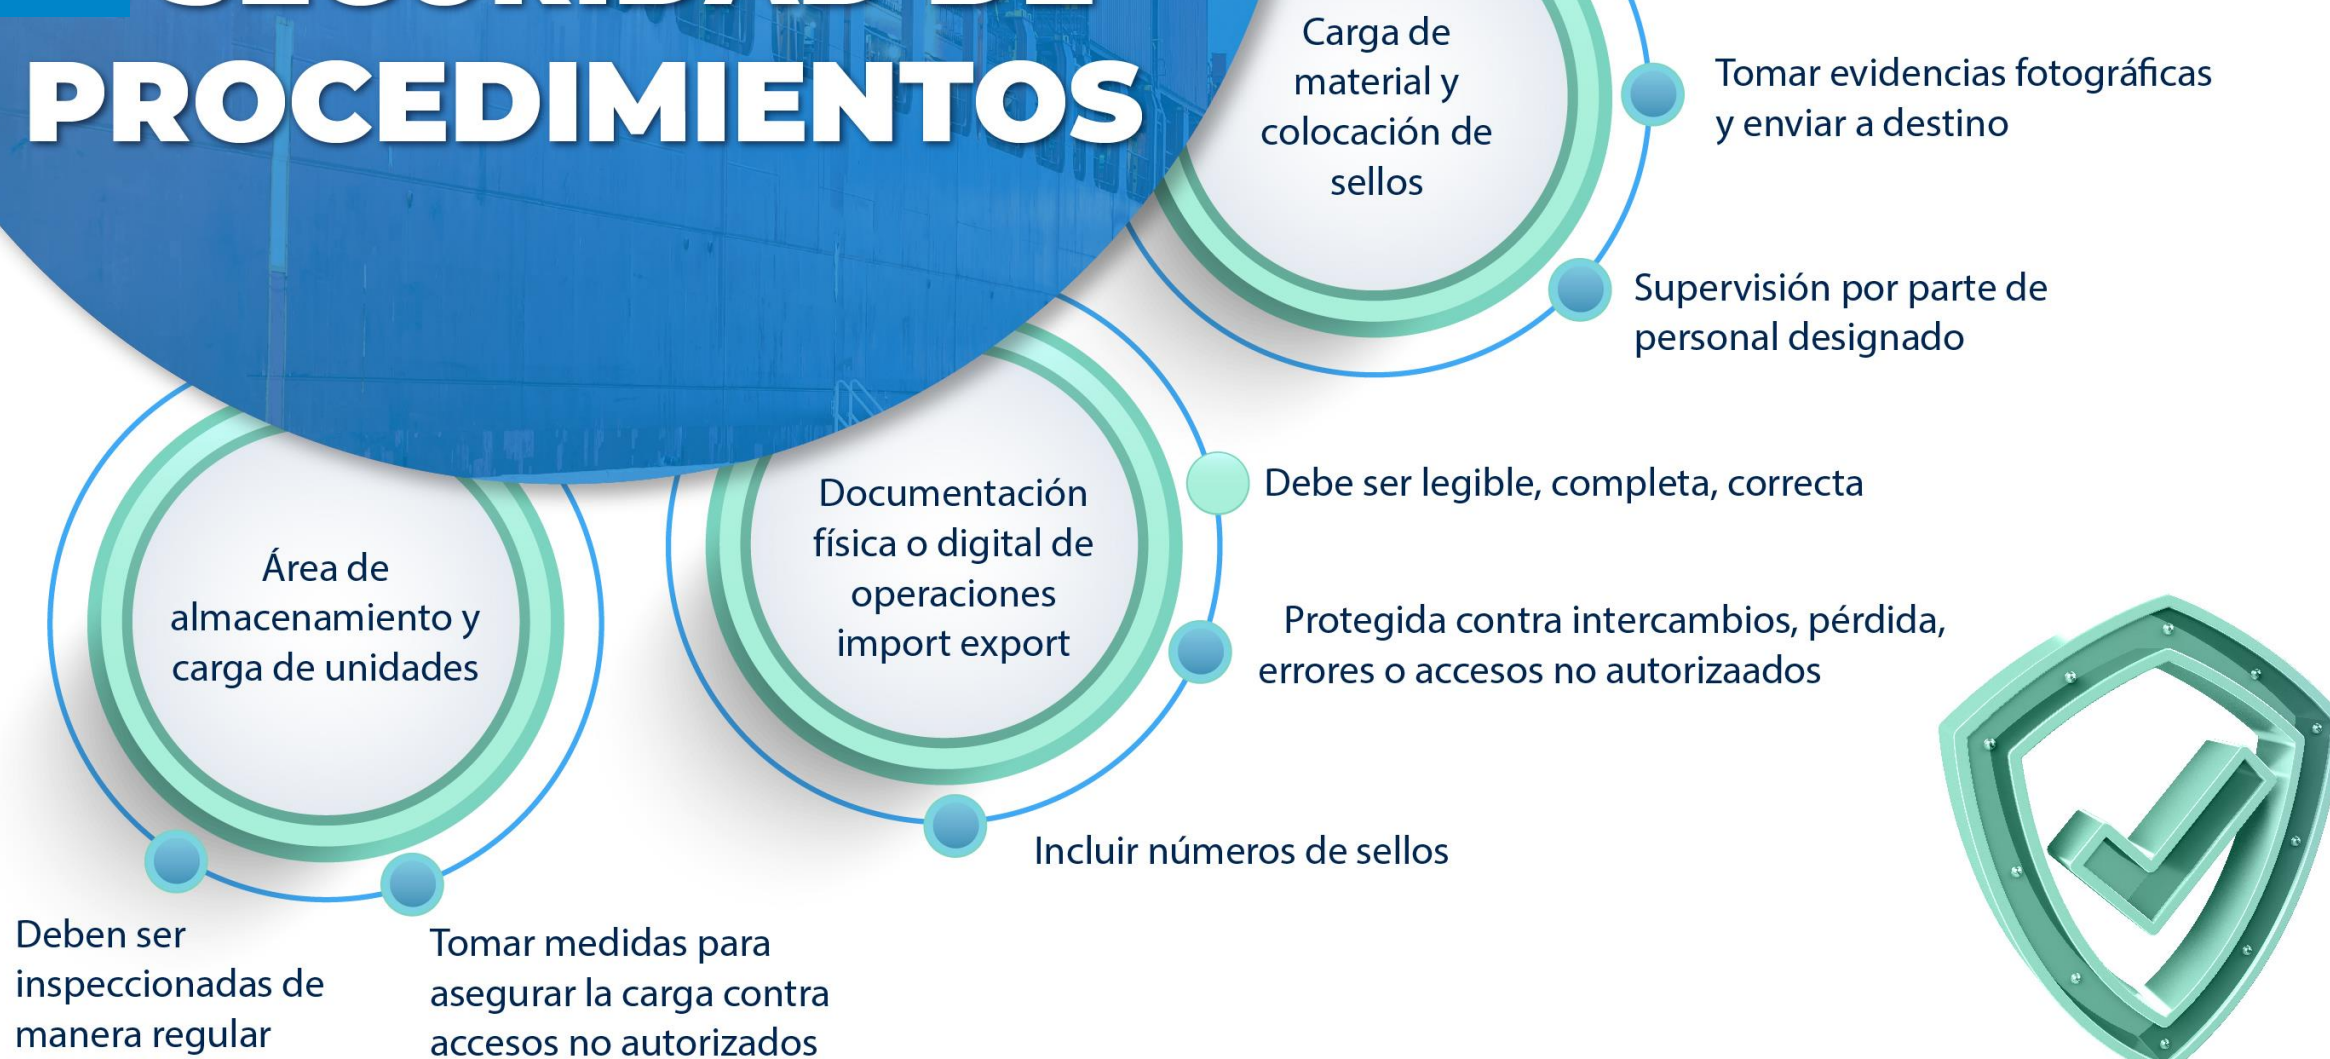 SEGURIDAD DE
PROCEDIMIENTOS
Carga de
material y
colocación de
sellos
Tomar evidencias fotográficas
y enviar a destino
Supervisión por parte de
personal designado
Documentación
física o digital de
operaciones
import export
Debe ser legible, completa, correcta
Protegida contra intercambios, pérdida,
errores o accesos no autorizaados
Incluir números de sellos
Área de
almacenamiento y
carga de unidades
Deben ser
inspeccionadas de
manera regular
Tomar medidas para
asegurar la carga contra
accesos no autorizados